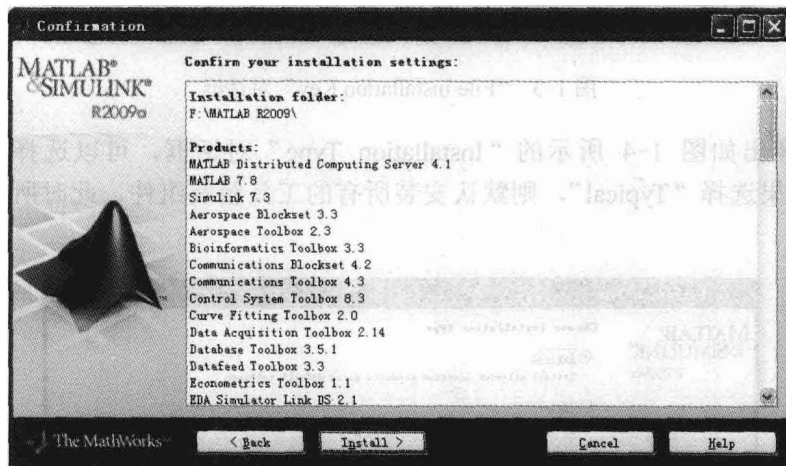 Confirmation
MATLAB®
&SIMULINK®
R2009a
Confirm your installation settings:
Installation folder:
F:\MATLAB R2009\
Products:
MATLAB Distributed Computing Server 4.1
MATLAB 7.8
Simulink 7.3
Aerospace Blockset 3.3
Aerospace Toolbox 2.3
Bioinformatics Toolbox 3.3
Communications Blockset 4.2
Communications Toolbox 4.3
Control System Toolbox 8.3
Curve Fitting Toolbox 2.0
Data Acquisition Toolbox 2.14
Database Toolbox 3.5.1
Datafeed Toolbox 3.3
Econometrics Toolbox 1.1
EDA Simulator Link DS 2.1
The MathWorks
< Back
Install >
Cancel
Help